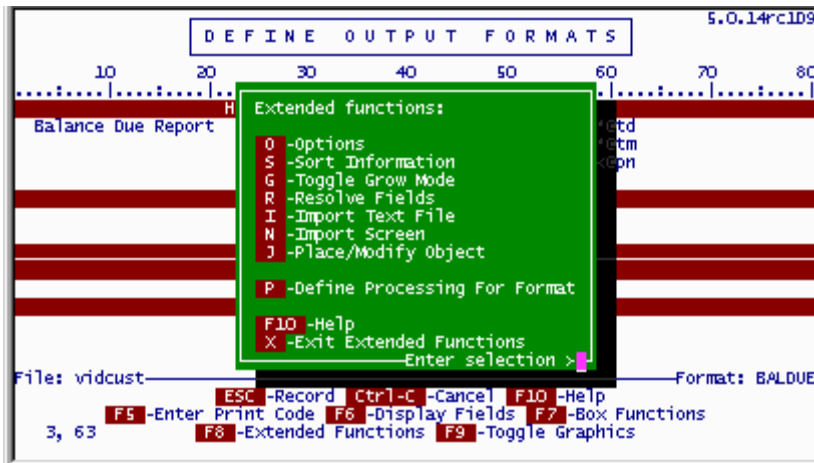 5.0.14rc1D9
DEFINE OUTPUT FORMATS
10 20 30 40 50 60 70 80
H
Extended functions:
Balance Due Report
@td
O -Options
@tm
S -Sort Information
@pn
G -Toggle Grow Mode
R -Resolve Fields
I -Import Text File
N -Import Screen
J -Place/Modify Object
P -Define Processing For Format
F10 -Help
X -Exit Extended Functions
Enter selection >
File: vidcust
Format: BALDUE
ESC -Record Ctrl-C -Cancel F10 -Help
F5 -Enter Print Code F6 -Display Fields F7 -Box Functions
3, 63 F8 -Extended Functions F9 -Toggle Graphics